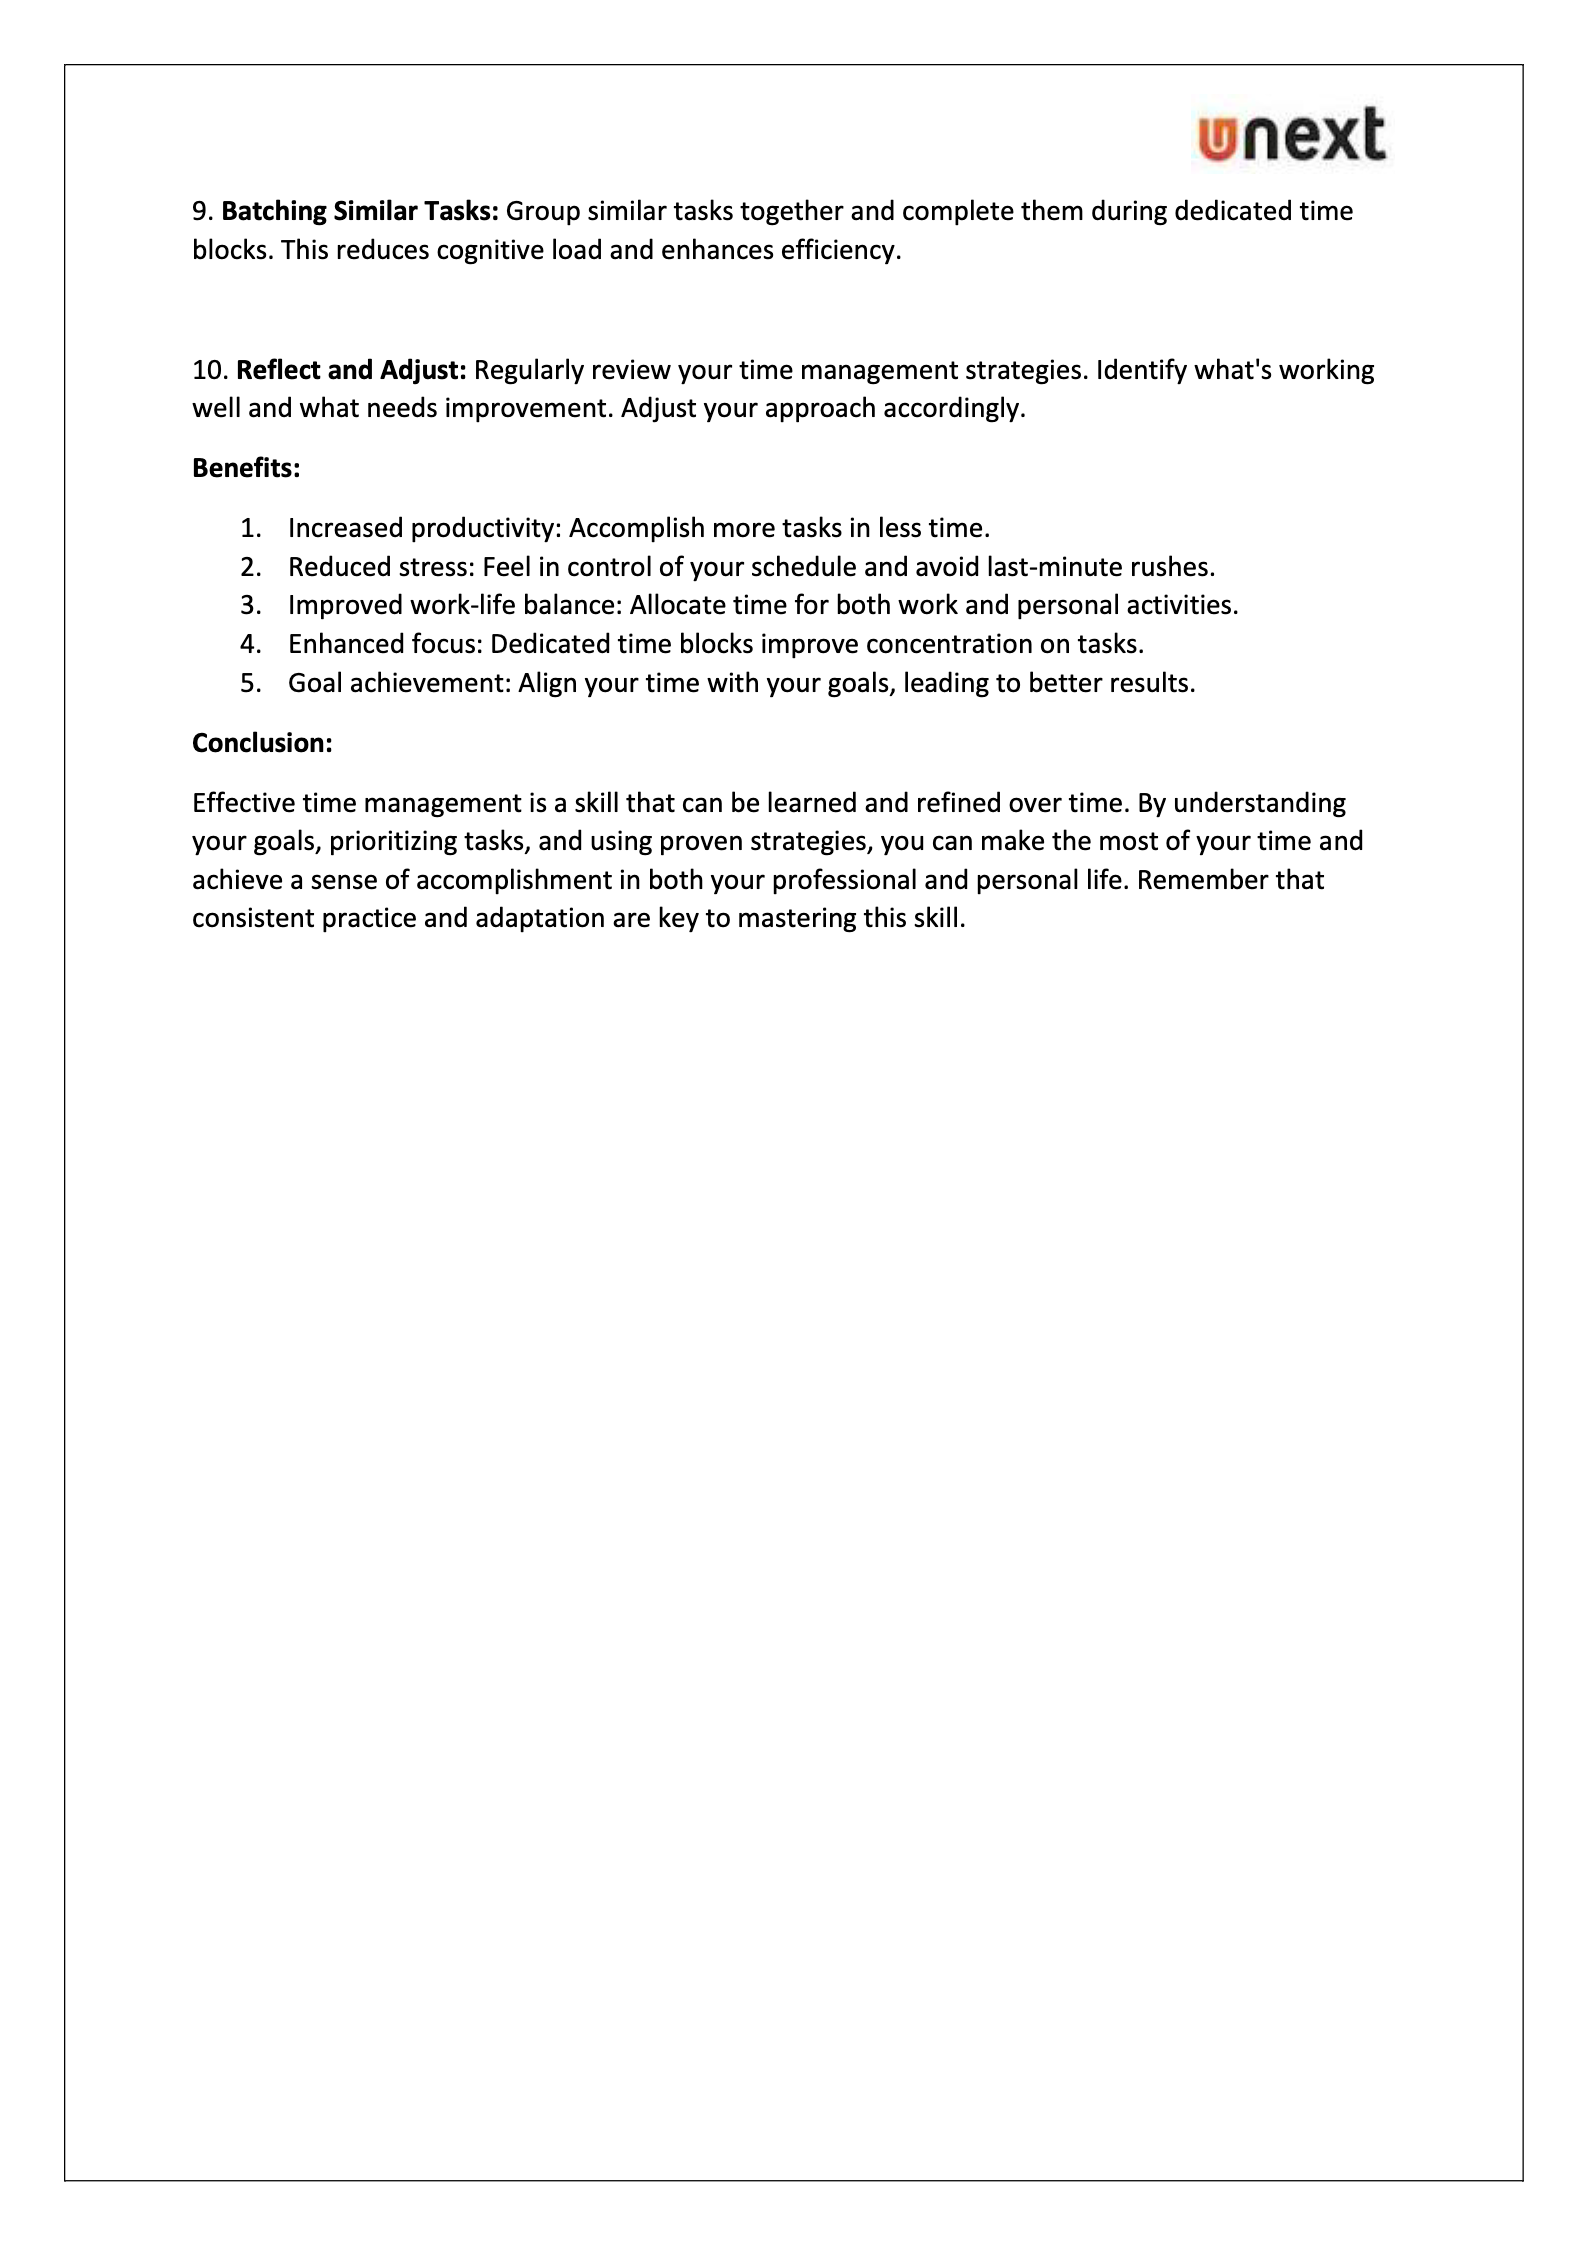 unext
9. Batching Similar Tasks: Group similar tasks together and complete them during dedicated time
blocks. This reduces cognitive load and enhances efficiency.
10. Reflect and Adjust: Regularly review your time management strategies. Identify what's working
well and what needs improvement. Adjust your approach accordingly.
Benefits:
1. Increased productivity: Accomplish more tasks in less time.
2. Reduced stress: Feel in control of your schedule and avoid last-minute rushes.
3. Improved work-life balance: Allocate time for both work and personal activities.
4. Enhanced focus: Dedicated time blocks improve concentration on tasks.
5. Goal achievement: Align your time with your goals, leading to better results.
Conclusion:
Effective time management is a skill that can be learned and refined over time. By understanding
your goals, prioritizing tasks, and using proven strategies, you can make the most of your time and
achieve a sense of accomplishment in both your professional and personal life. Remember that
consistent practice and adaptation are key to mastering this skill.